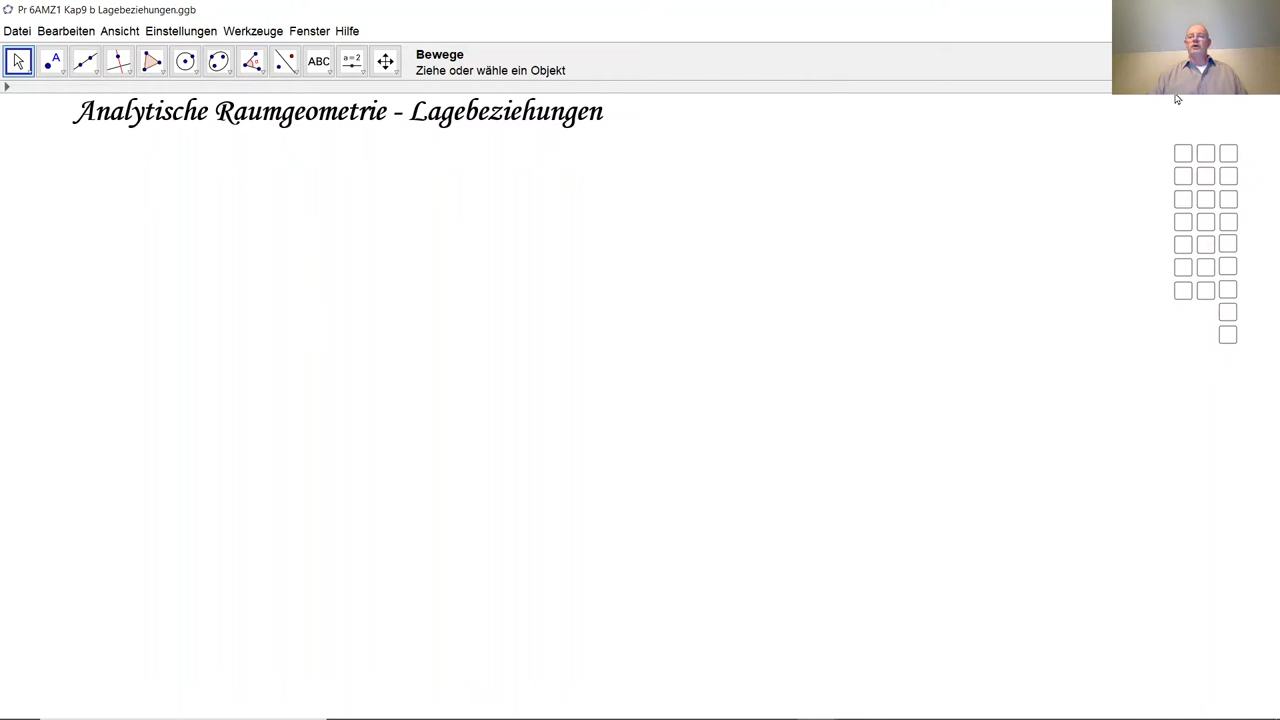 Pr 6AMZ1 Kap9 b Lagebeziehungen.ggb
Datei Bearbeiten Ansicht Einstellungen Werkzeuge Fenster Hilfe
A
α
ABC
a=2
Bewege
Ziehe oder wähle ein Objekt
Analytische Raumgeometrie - Lagebeziehungen